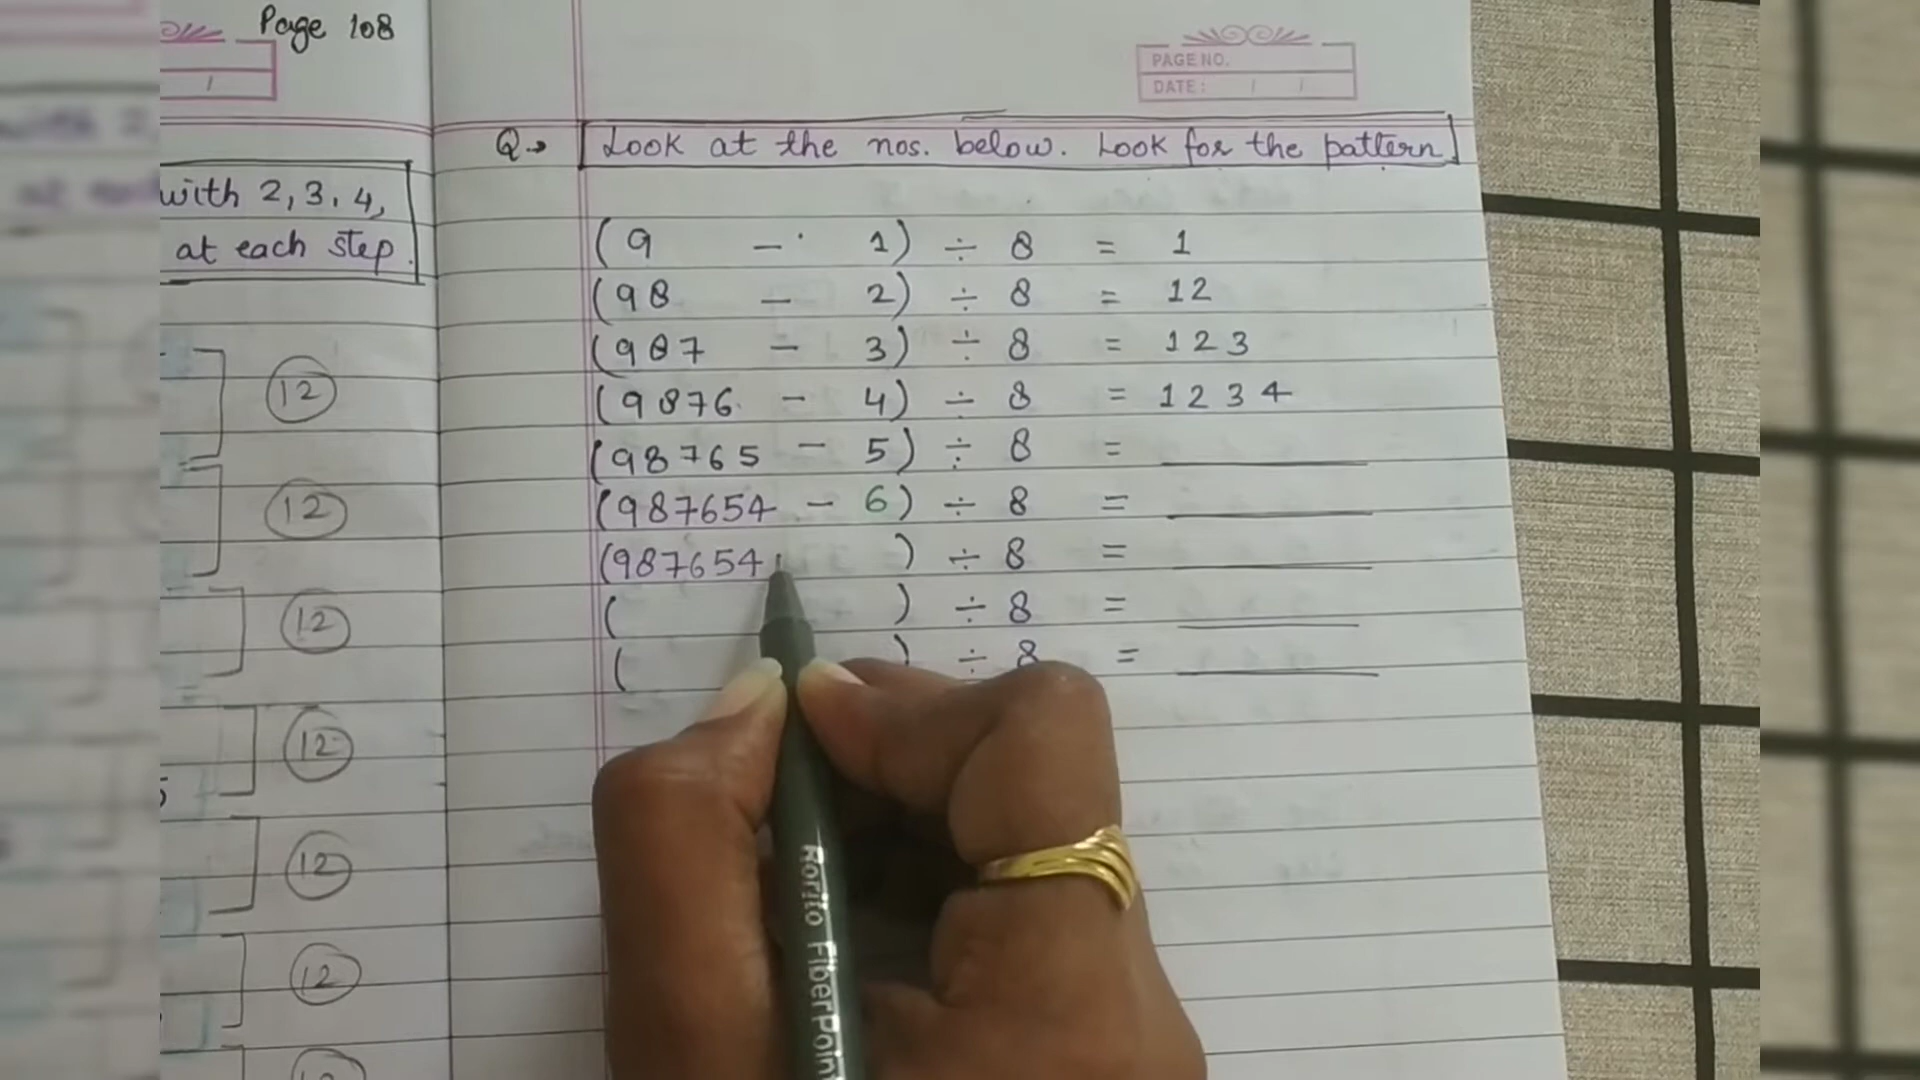 Page 108
with 2, 3, 4,
at each step.
12
12
12
12
12
12
PAGE NO.
DATE: / /
Q→ Look at the nos. below. Look for the pattern
(9 - 1) ÷ 8 = 1
(98 - 2) ÷ 8 = 12
(987 - 3) ÷ 8 = 123
(9876 - 4) ÷ 8 = 1234
(98765 - 5) ÷ 8 =
(987654 - 6) ÷ 8 =
(987654 ) ÷ 8 =
( ) ÷ 8 =
( ) ÷ 8 =
Rorito FiberPoint